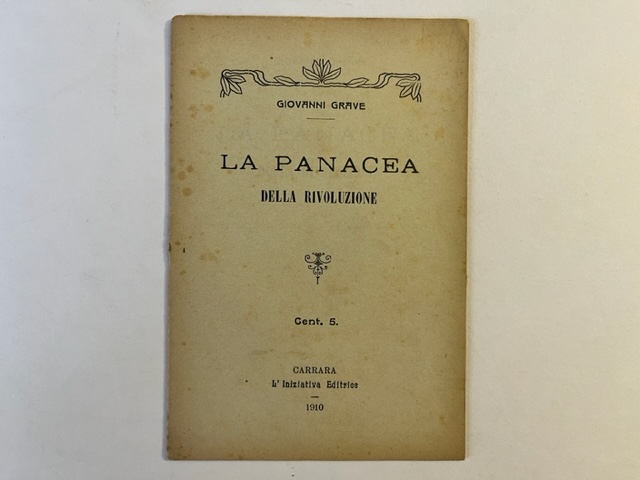 GIOVANNI GRAVE
LA PANACEA
DELLA RIVOLUZIONE
Cent. 5.
CARRARA
L'Iniziativa Editrice
1910